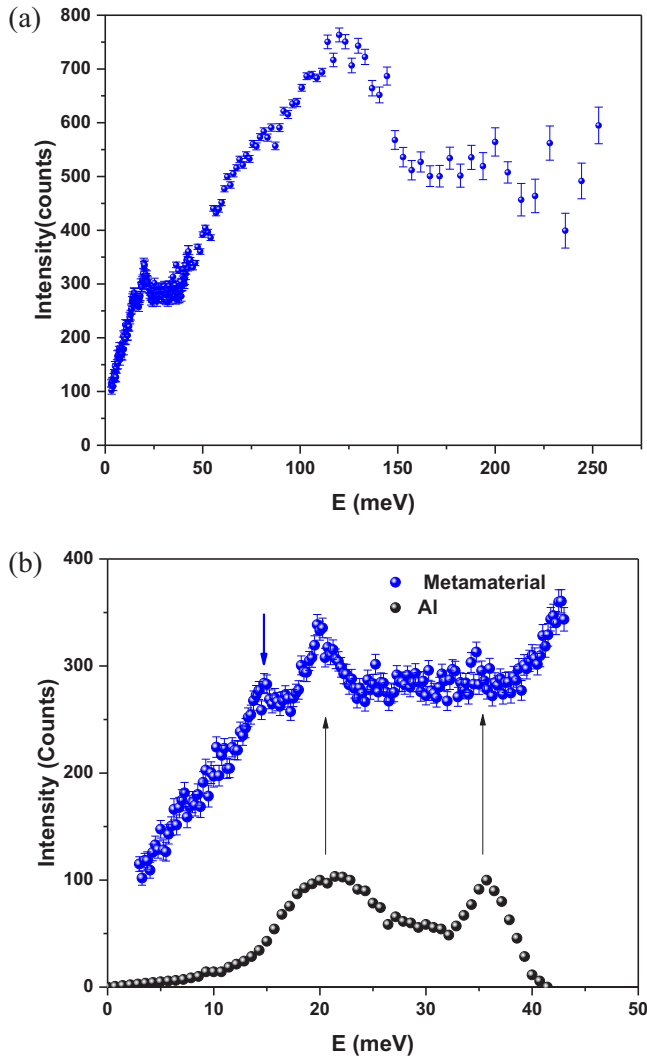 (a)
800
700
600
500
400
300
200
100
0
Intensity(counts)
0 50 100 150 200 250
E (meV)
(b)
400
300
200
100
0
Intensity (Counts)
Metamaterial
Al
0 10 20 30 40 50
E (meV)